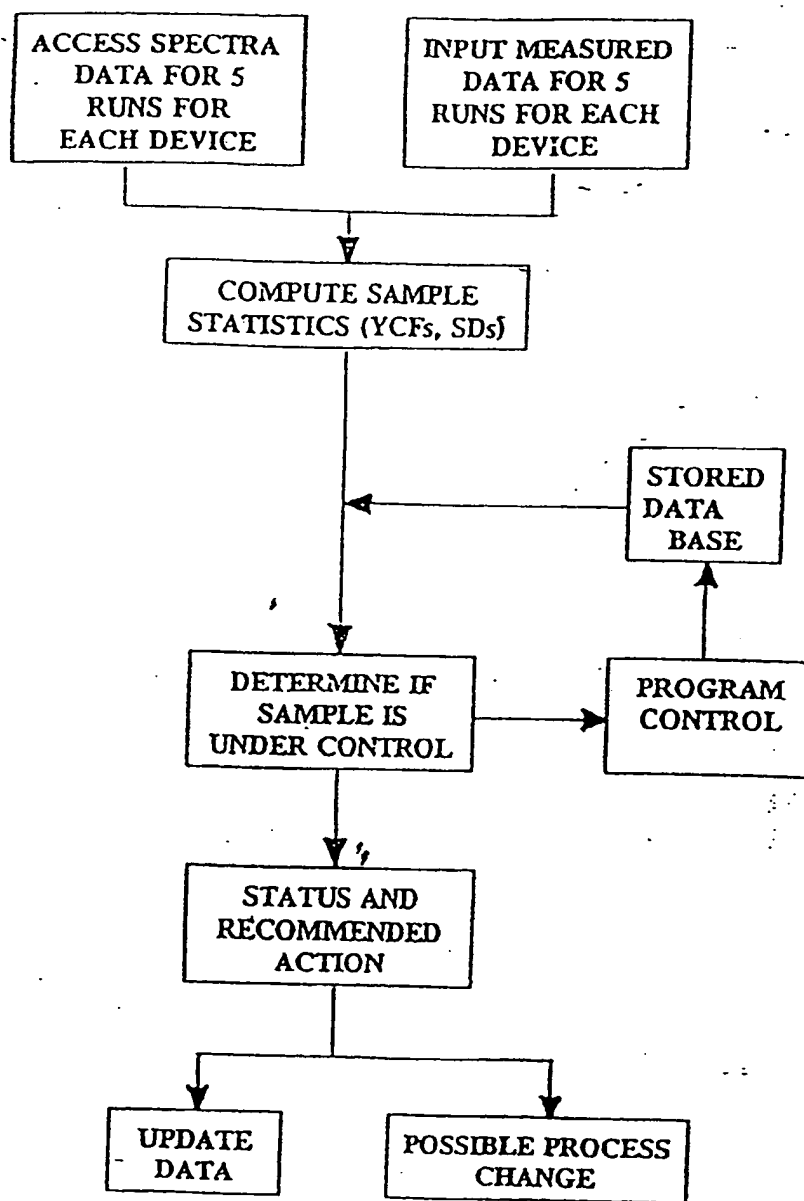 ACCESS SPECTRA
DATA FOR 5
RUNS FOR
EACH DEVICE
INPUT MEASURED
DATA FOR 5
RUNS FOR EACH
DEVICE
COMPUTE SAMPLE
STATISTICS (YCFs, SDs)
STORED
DATA
BASE
DETERMINE IF
SAMPLE IS
UNDER CONTROL
PROGRAM
CONTROL
STATUS AND
RECOMMENDED
ACTION
UPDATE
DATA
POSSIBLE PROCESS
CHANGE